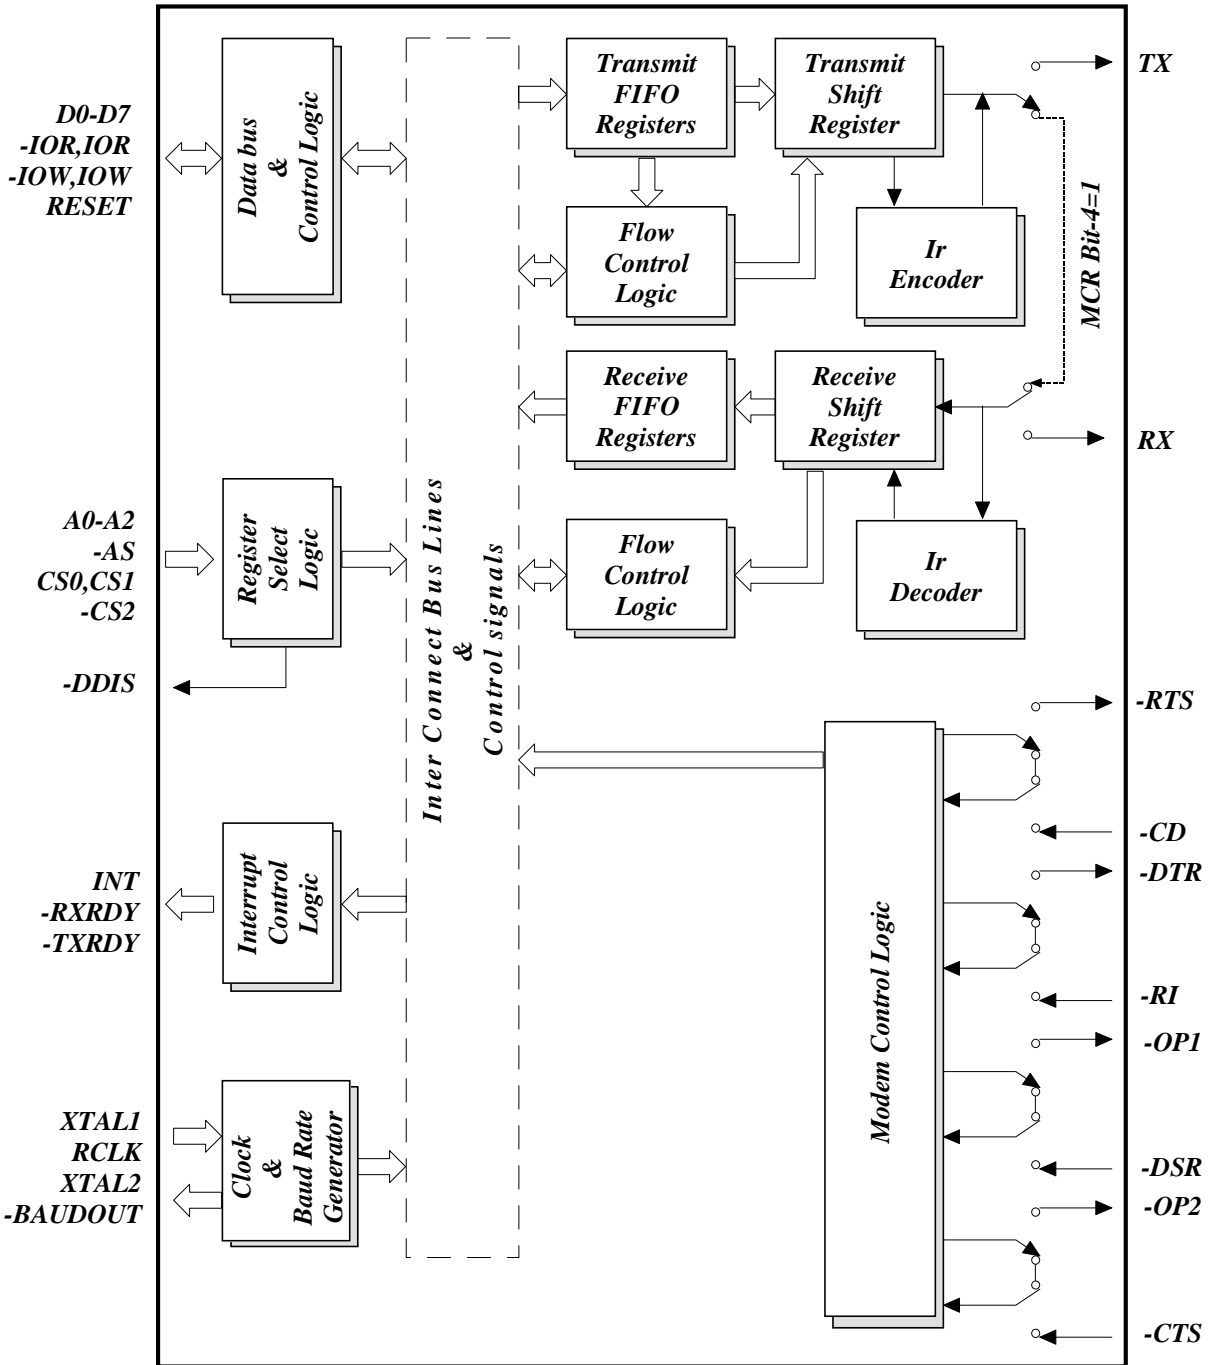 D0-D7
-IOR,IOR
-IOW,IOW
RESET
Data bus
&
Control Logic
A0-A2
-AS
CS0,CS1
-CS2
Register
Select
Logic
-DDIS
INT
-RXRDY
-TXRDY
Interrupt
Control
Logic
XTAL1
RCLK
XTAL2
-BAUDOUT
Clock
&
Baud Rate
Generator
Inter Connect Bus Lines
&
Control signals
Transmit
FIFO
Registers
Transmit
Shift
Register
Flow
Control
Logic
Ir
Encoder
Receive
FIFO
Registers
Receive
Shift
Register
Flow
Control
Logic
Ir
Decoder
TX
MCR Bit-4=1
RX
Modem Control Logic
-RTS
-CD
-DTR
-RI
-OP1
-DSR
-OP2
-CTS